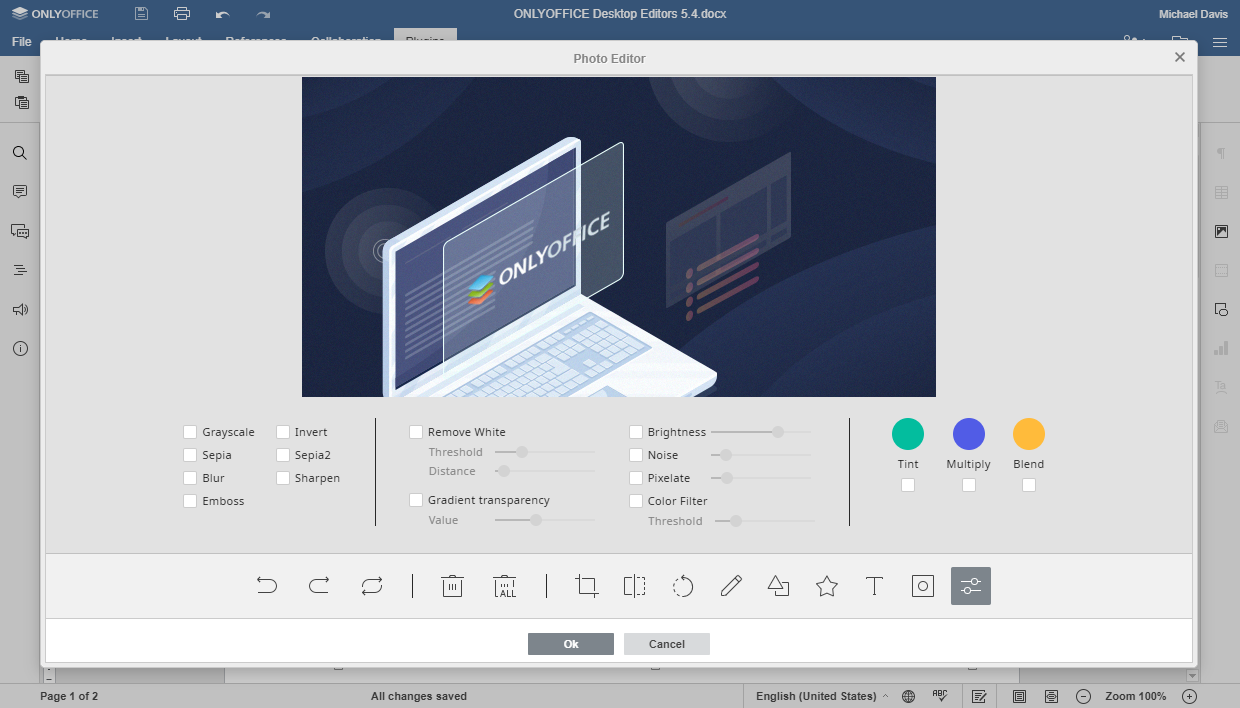 ONLYOFFICE
ONLYOFFICE Desktop Editors 5.4.docx
Michael Davis
File
Home
Insert
Layout
References
Collaboration
Plugins
Photo Editor
ONLYOFFICE
Grayscale
Invert
Sepia
Sepia2
Blur
Sharpen
Emboss
Remove White
Threshold
Distance
Gradient transparency
Value
Brightness
Noise
Pixelate
Color Filter
Threshold
Tint
Multiply
Blend
ALL
Ok
Cancel
Page 1 of 2
All changes saved
English (United States)
ABC
Zoom 100%